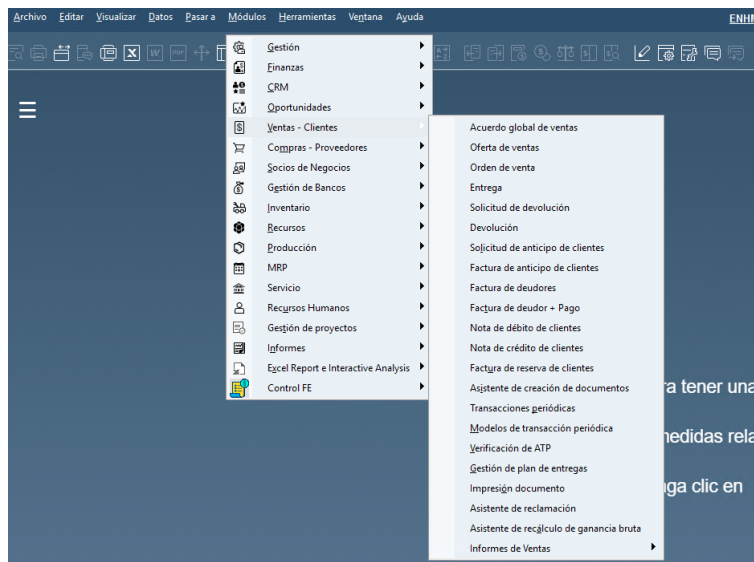 Archivo Editar Visualizar Datos Pasar a Módulos Herramientas Ventana Ayuda
Gestión
Finanzas
CRM
Oportunidades
Ventas - Clientes
Compras - Proveedores
Socios de Negocios
Gestión de Bancos
Inventario
Recursos
Producción
MRP
Servicio
Recursos Humanos
Gestión de proyectos
Informes
Excel Report e Interactive Analysis
Control FE
Acuerdo global de ventas
Oferta de ventas
Orden de venta
Entrega
Solicitud de devolución
Devolución
Solicitud de anticipo de clientes
Factura de anticipo de clientes
Factura de deudores
Factura de deudor + Pago
Nota de débito de clientes
Nota de crédito de clientes
Factura de reserva de clientes
Asistente de creación de documentos
Transacciones periódicas
Modelos de transacción periódica
Verificación de ATP
Gestión de plan de entregas
Impresión documento
Asistente de reclamación
Asistente de recálculo de ganancia bruta
Informes de Ventas
tener una
clic en